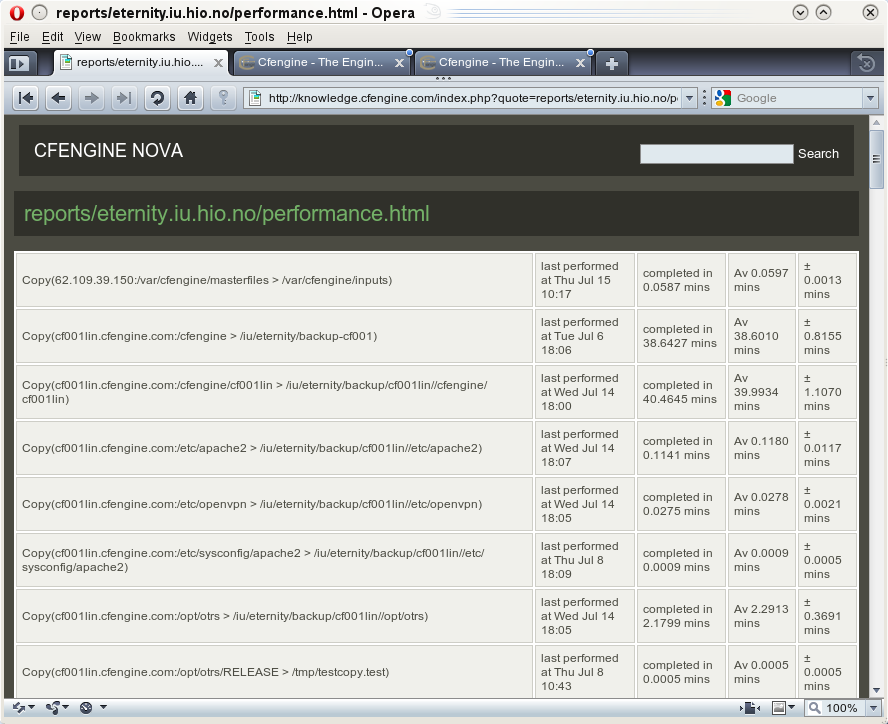 reports/eternity.iu.hio.no/performance.html - Opera
File Edit View Bookmarks Widgets Tools Help
reports/eternity.iu.hio.... Cfengine - The Engin... Cfengine - The Engin...
http://knowledge.cfengine.com/index.php?quote=reports/eternity.iu.hio.no/p Google
CFENGINE NOVA
Search
reports/eternity.iu.hio.no/performance.html
Copy(62.109.39.150:/var/cfengine/masterfiles > /var/cfengine/inputs)
last performed
at Thu Jul 15
10:17
completed in
0.0587 mins
Av 0.0597
mins
±
0.0013
mins
Copy(cf001lin.cfengine.com:/cfengine > /iu/eternity/backup-cf001)
last performed
at Tue Jul 6
18:06
completed in
38.6427 mins
Av
38.6010
mins
±
0.8155
mins
Copy(cf001lin.cfengine.com:/cfengine/cf001lin > /iu/eternity/backup/cf001lin//cfengine/
cf001lin)
last performed
at Wed Jul 14
18:00
completed in
40.4645 mins
Av
39.9934
mins
±
1.1070
mins
Copy(cf001lin.cfengine.com:/etc/apache2 > /iu/eternity/backup/cf001lin//etc/apache2)
last performed
at Wed Jul 14
18:07
completed in
0.1141 mins
Av 0.1180
mins
±
0.0117
mins
Copy(cf001lin.cfengine.com:/etc/openvpn > /iu/eternity/backup/cf001lin//etc/openvpn)
last performed
at Wed Jul 14
18:05
completed in
0.0275 mins
Av 0.0278
mins
±
0.0021
mins
Copy(cf001lin.cfengine.com:/etc/sysconfig/apache2 > /iu/eternity/backup/cf001lin//etc/
sysconfig/apache2)
last performed
at Thu Jul 8
18:09
completed in
0.0009 mins
Av 0.0009
mins
±
0.0005
mins
Copy(cf001lin.cfengine.com:/opt/otrs > /iu/eternity/backup/cf001lin//opt/otrs)
last performed
at Wed Jul 14
18:05
completed in
2.1799 mins
Av 2.2913
mins
±
0.3691
mins
Copy(cf001lin.cfengine.com:/opt/otrs/RELEASE > /tmp/testcopy.test)
last performed
at Thu Jul 8
10:43
completed in
0.0005 mins
Av 0.0005
mins
±
0.0005
mins
100%